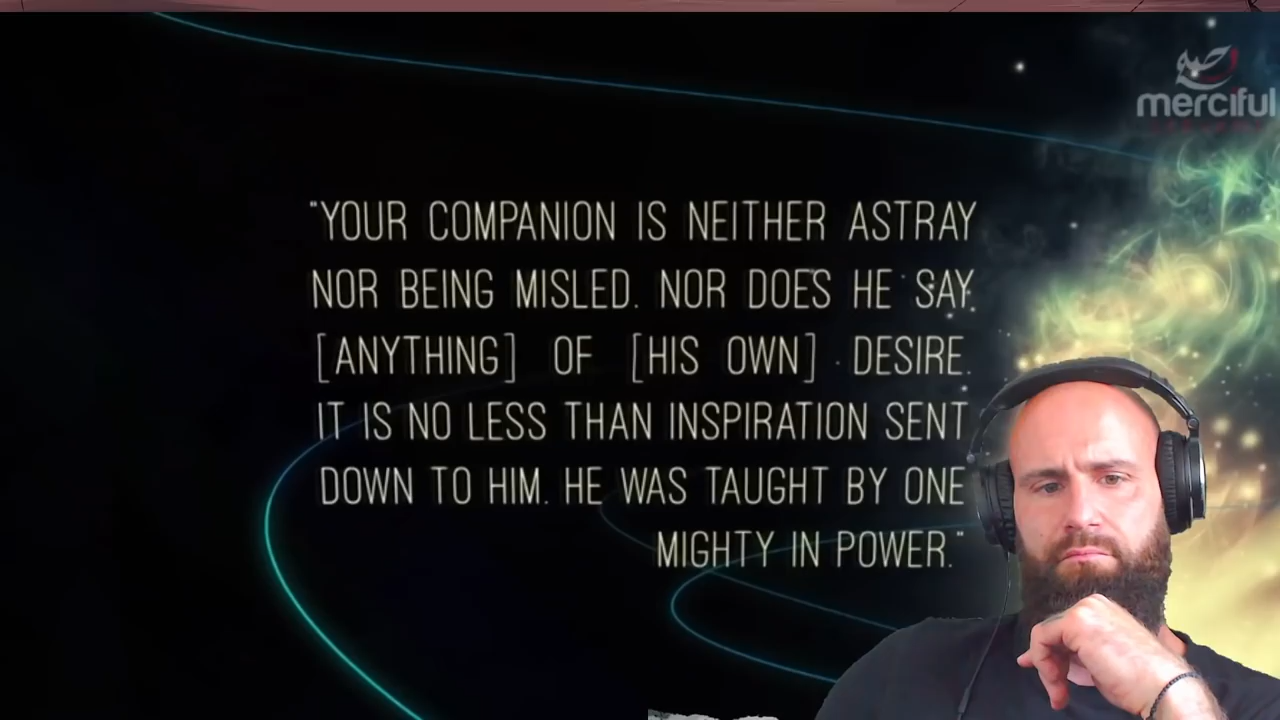 merciful
"YOUR COMPANION IS NEITHER ASTRAY
NOR BEING MISLED. NOR DOES HE SAY
[ANYTHING] OF [HIS OWN] DESIRE.
IT IS NO LESS THAN INSPIRATION SENT
DOWN TO HIM. HE WAS TAUGHT BY ONE
MIGHTY IN POWER."